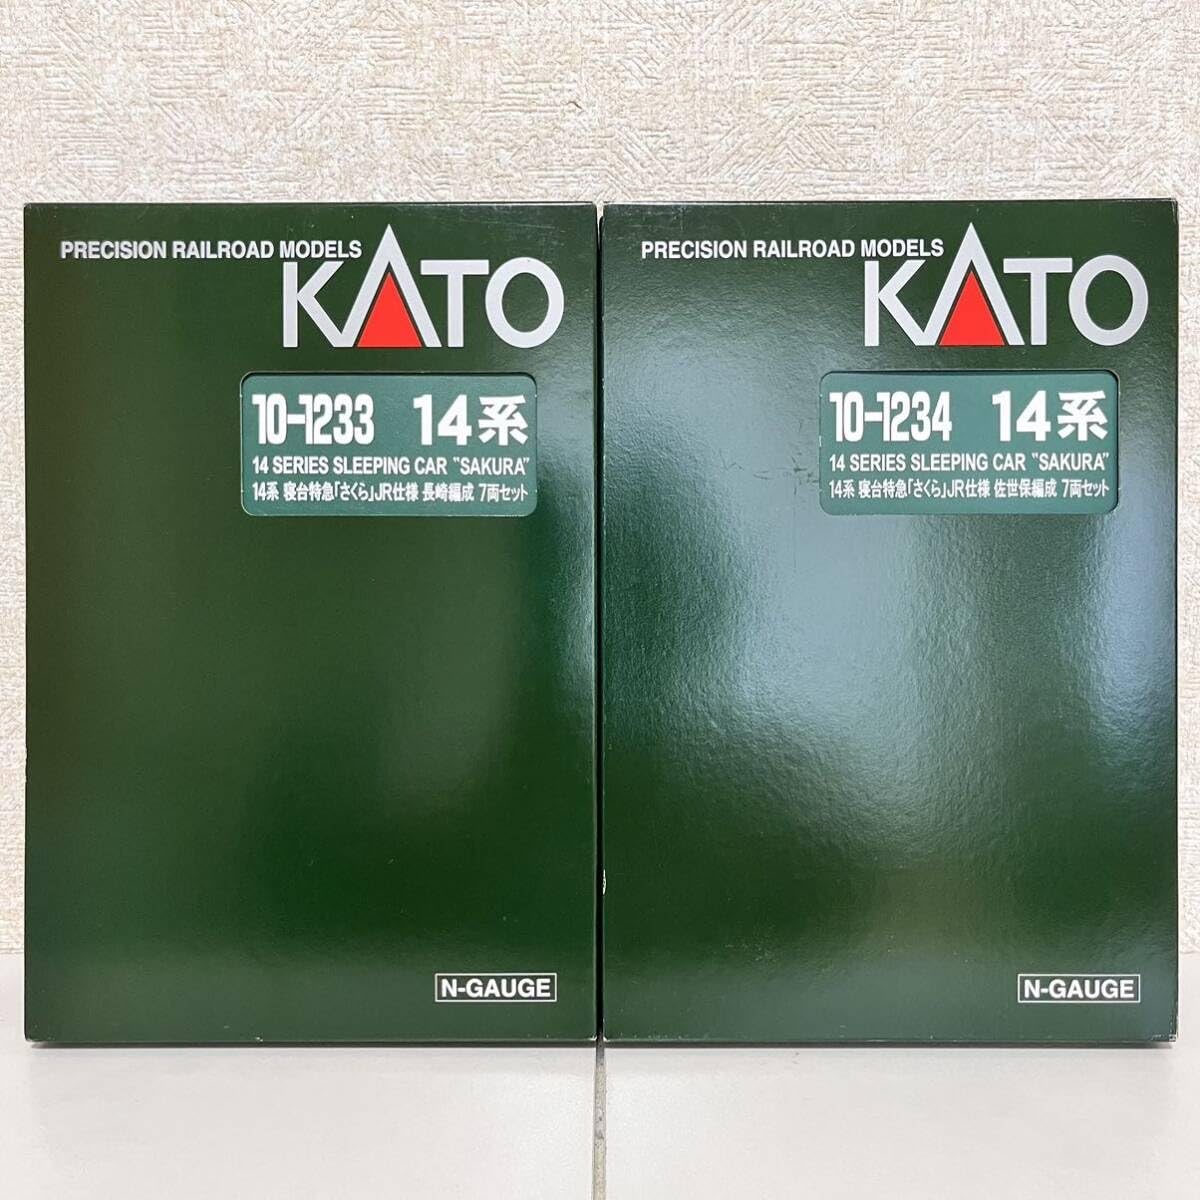 PRECISION RAILROAD MODELS
KATO
10-1233 14系
14 SERIES SLEEPING CAR "SAKURA"
14系 寝台特急「さくら」JR仕様 長崎編成 7両セット
N-GAUGE
PRECISION RAILROAD MODELS
KATO
10-1234 14系
14 SERIES SLEEPING CAR "SAKURA"
14系 寝台特急「さくら」JR仕様 佐世保編成 7両セット
N-GAUGE